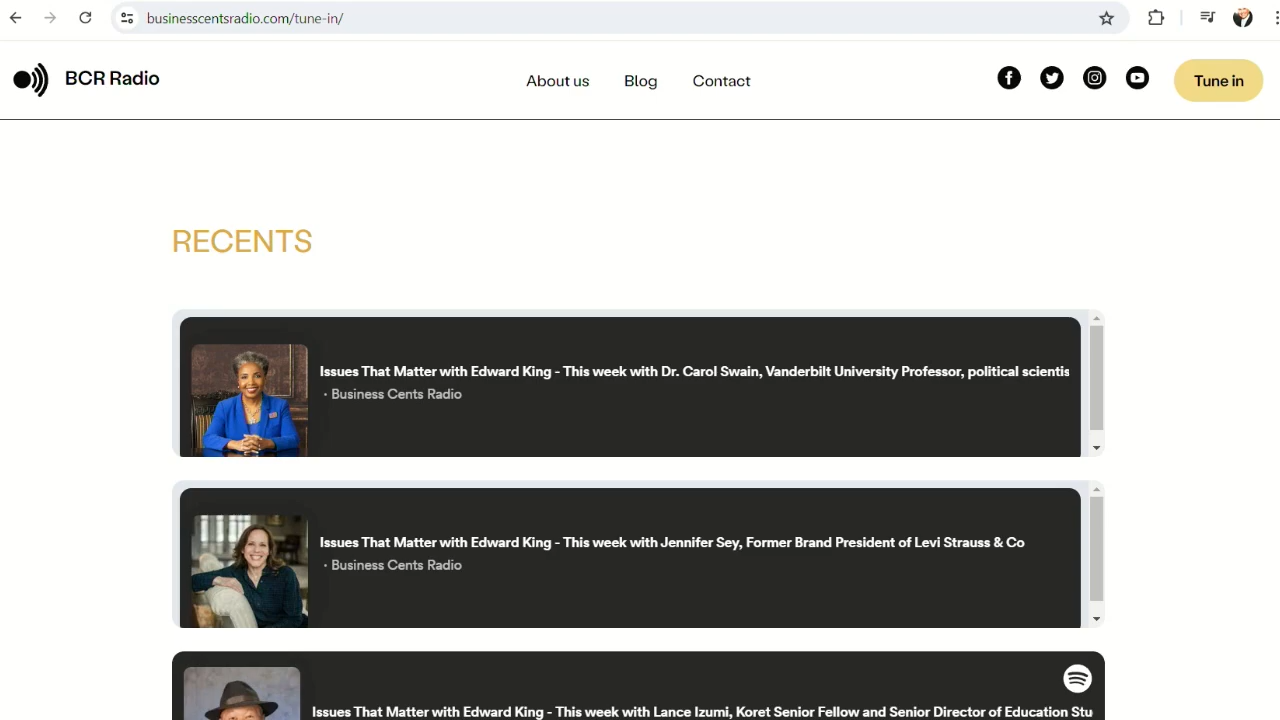 businesscentsradio.com/tune-in/
BCR Radio
About us
Blog
Contact
Tune in
RECENTS
Issues That Matter with Edward King - This week with Dr. Carol Swain, Vanderbilt University Professor, political scientis
· Business Cents Radio
Issues That Matter with Edward King - This week with Jennifer Sey, Former Brand President of Levi Strauss & Co
· Business Cents Radio
Issues That Matter with Edward King - This week with Lance Izumi, Koret Senior Fellow and Senior Director of Education Stu